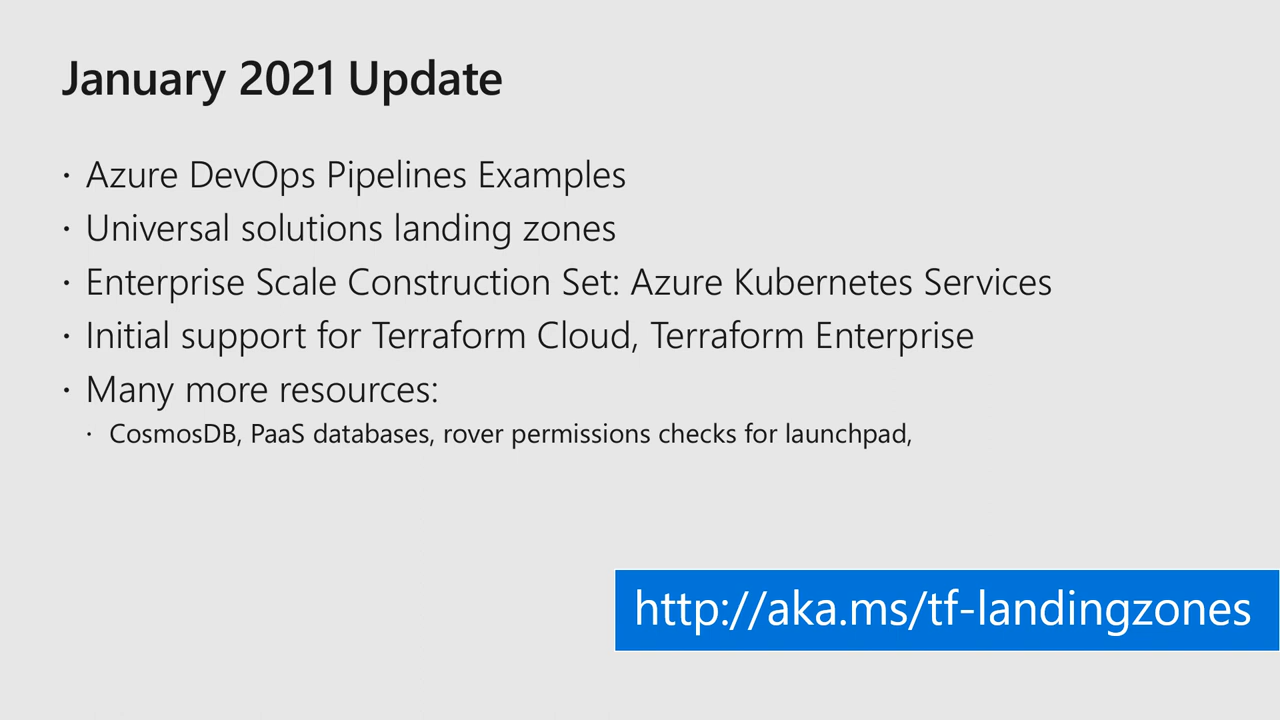 January 2021 Update
· Azure DevOps Pipelines Examples
· Universal solutions landing zones
· Enterprise Scale Construction Set: Azure Kubernetes Services
· Initial support for Terraform Cloud, Terraform Enterprise
· Many more resources:
· CosmosDB, PaaS databases, rover permissions checks for launchpad,
http://aka.ms/tf-landingzones